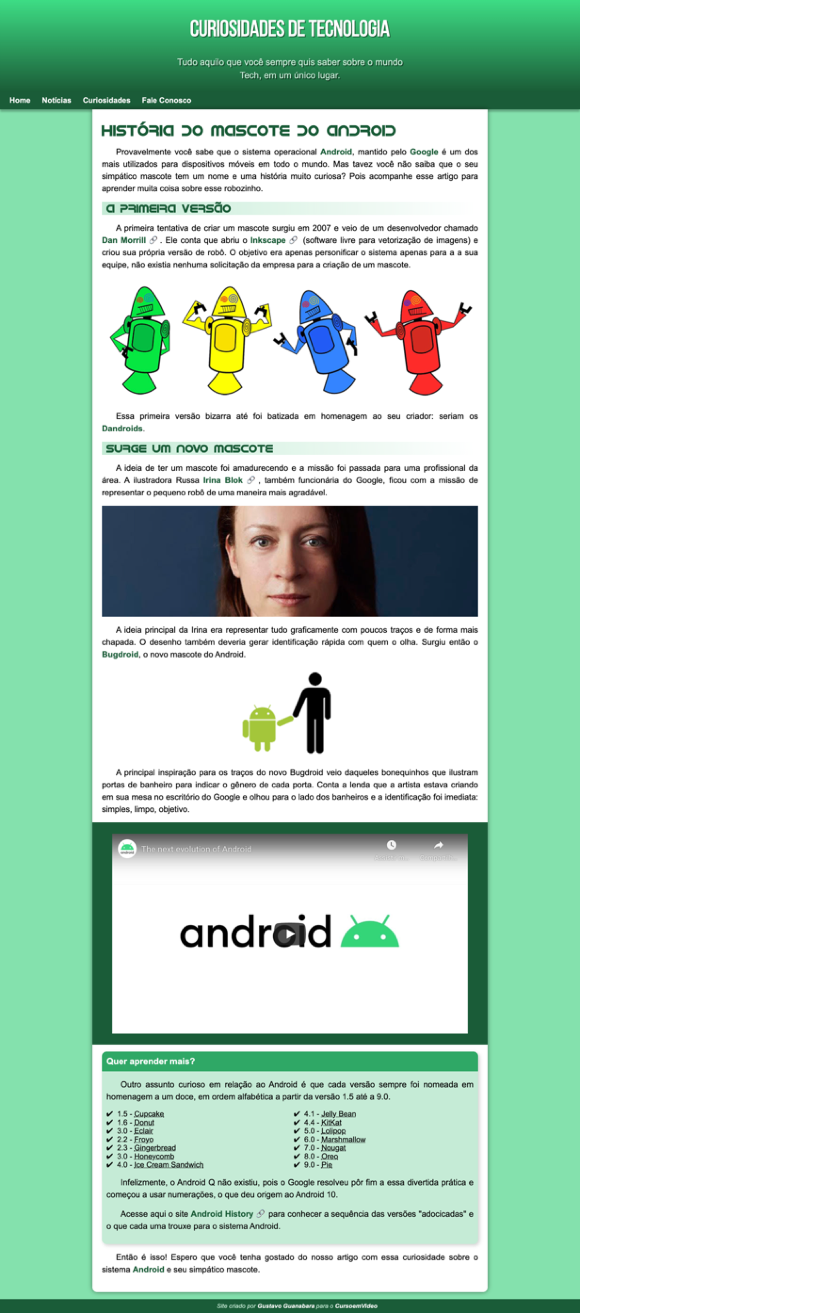 CURIOSIDADES DE TECNOLOGIA
Tudo aquilo que você sempre quis saber sobre o mundo
Tech, em um único lugar.
Home Notícias Curiosidades Fale Conosco
História do Mascote do Android
Provavelmente você sabe que o sistema operacional Android, mantido pelo Google é um dos
mais utilizados para dispositivos móveis em todo o mundo. Mas tavez você não saiba que o seu
simpático mascote tem um nome e uma história muito curiosa? Pois acompanhe esse artigo para
aprender muita coisa sobre esse robozinho.
A primeira versão
A primeira tentativa de criar um mascote surgiu em 2007 e veio de um desenvolvedor chamado
Dan Morrill . Ele conta que abriu o Inkscape (software livre para vetorização de imagens) e
criou sua própria versão de robô. O objetivo era apenas personificar o sistema apenas para a a sua
equipe, não existia nenhuma solicitação da empresa para a criação de um mascote.
Essa primeira versão bizarra até foi batizada em homenagem ao seu criador: seriam os
Dandroids.
Surge um novo mascote
A ideia de ter um mascote foi amadurecendo e a missão foi passada para uma profissional da
área. A ilustradora Russa Irina Blok , também funcionária do Google, ficou com a missão de
representar o pequeno robô de uma maneira mais agradável.
A ideia principal da Irina era representar tudo graficamente com poucos traços e de forma mais
chapada. O desenho também deveria gerar identificação rápida com quem o olha. Surgiu então o
Bugdroid, o novo mascote do Android.
A principal inspiração para os traços do novo Bugdroid veio daqueles bonequinhos que ilustram
portas de banheiro para indicar o gênero de cada porta. Conta a lenda que a artista estava criando
em sua mesa no escritório do Google e olhou para o lado dos banheiros e a identificação foi imediata:
simples, limpo, objetivo.
android
The next evolution of Android
android
Quer aprender mais?
Outro assunto curioso em relação ao Android é que cada versão sempre foi nomeada em
homenagem a um doce, em ordem alfabética a partir da versão 1.5 até a 9.0.
✔ 1.5 - Cupcake
✔ 1.6 - Donut
✔ 3.0 - Eclair
✔ 2.2 - Froyo
✔ 2.3 - Gingerbread
✔ 3.0 - Honeycomb
✔ 4.0 - Ice Cream Sandwich
✔ 4.1 - Jelly Bean
✔ 4.4 - KitKat
✔ 5.0 - Lolipop
✔ 6.0 - Marshmallow
✔ 7.0 - Nougat
✔ 8.0 - Oreo
✔ 9.0 - Pie
Infelizmente, o Android Q não existiu, pois o Google resolveu pôr fim a essa divertida prática e
começou a usar numerações, o que deu origem ao Android 10.
Acesse aqui o site Android History para conhecer a sequência das versões "adocicadas" e
o que cada uma trouxe para o sistema Android.
Então é isso! Espero que você tenha gostado do nosso artigo com essa curiosidade sobre o
sistema Android e seu simpático mascote.
Site criado por Gustavo Guanabara para o CursoemVideo